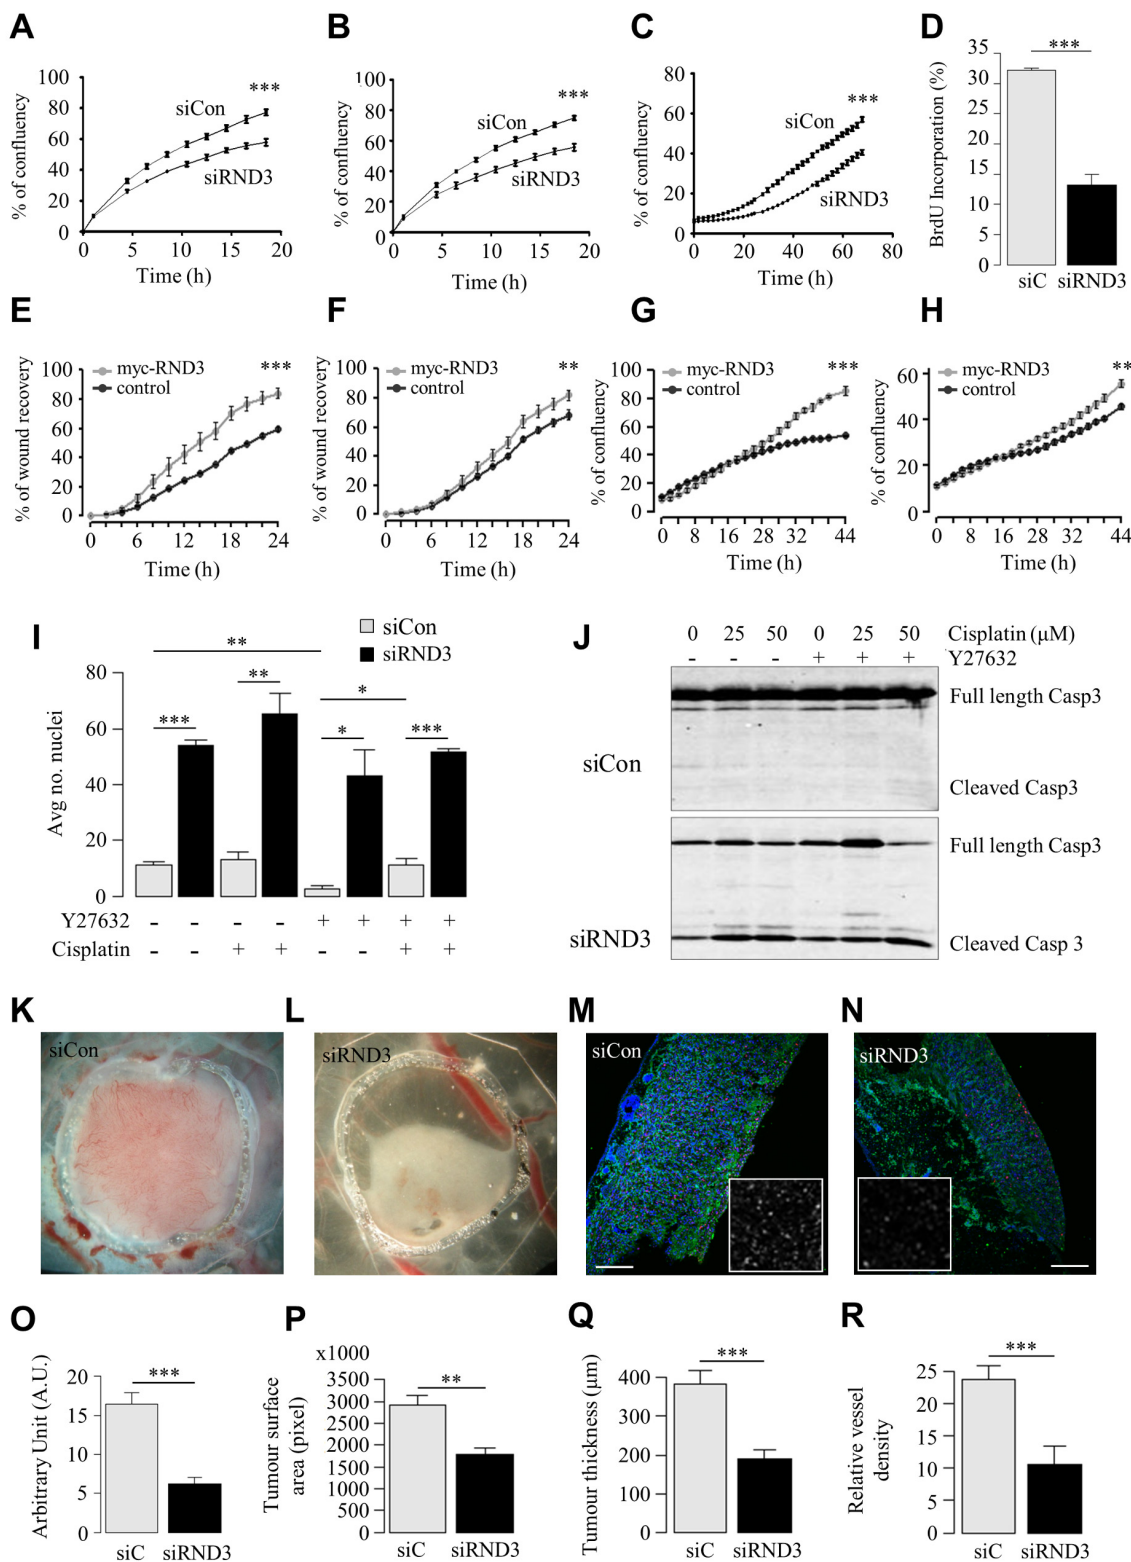 A
B
C
D
% of confluency
100
80
60
40
20
0
siCon
siRND3
***
0 5 10 15 20
Time (h)
% of confluency
100
80
60
40
20
0
siCon
siRND3
***
0 5 10 15 20
Time (h)
% of confluency
80
60
40
20
0
siCon
siRND3
***
0 20 40 60 80
Time (h)
BrdU Incorporation (%)
35
30
25
20
15
10
5
0
***
siC siRND3
E
F
G
H
% of wound recovery
100
80
60
40
20
0
myc-RND3
control
***
0 6 12 18 24
Time (h)
% of wound recovery
100
80
60
40
20
0
myc-RND3
control
**
0 6 12 18 24
Time (h)
% of confluency
100
80
60
40
20
0
myc-RND3
control
***
0 8 16 28 32 44
Time (h)
% of confluency
60
40
20
0
myc-RND3
control
**
0 8 16 28 32 44
Time (h)
I
siCon
siRND3
Avg no. nuclei
80
60
40
20
0
**
***
**
*
*
***
Y27632 - - - - + + + +
Cisplatin - - + + - - + +
J
0 25 50 0 25 50 Cisplatin (µM)
- - - + + + Y27632
siCon
Full length Casp3
Cleaved Casp3
siRND3
Full length Casp3
Cleaved Casp 3
K
L
M
N
siCon
siRND3
siCon
siRND3
O
P
Q
R
Arbitrary Unit (A.U.)
20
15
10
5
0
***
siC siRND3
Tumour surface
area (pixel)
x1000
3500
3000
2500
2000
1500
1000
500
0
**
siC siRND3
Tumour thickness (µm)
400
300
200
100
0
***
siC siRND3
Relative vessel
density
25
20
15
10
5
0
***
siC siRND3